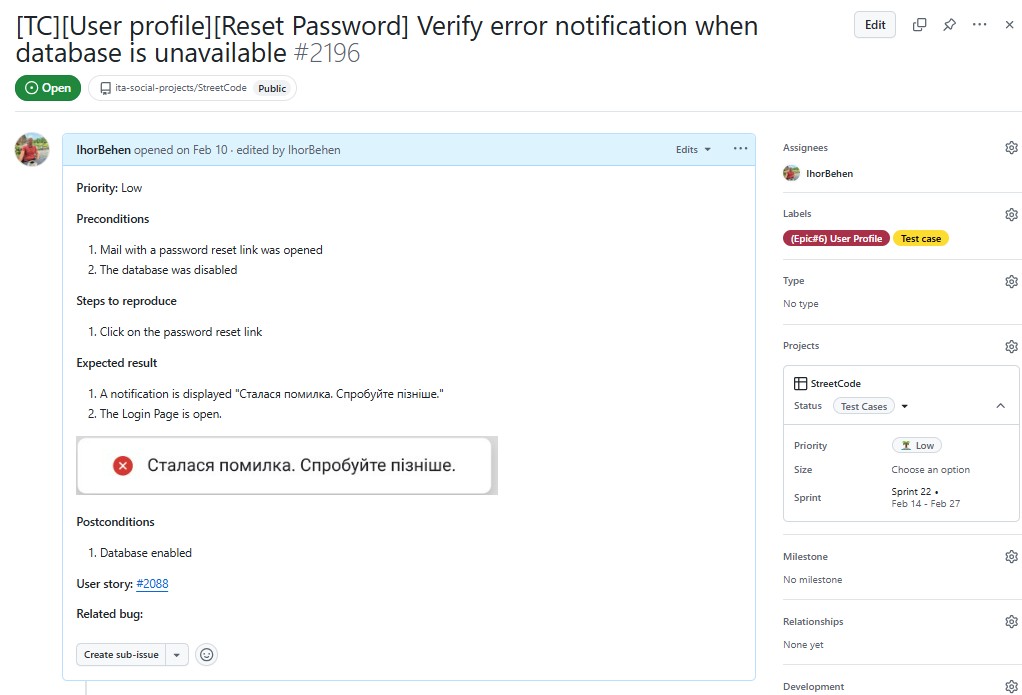 [TC][User profile][Reset Password] Verify error notification when
database is unavailable #2196
Edit
Open
ita-social-projects/StreetCode
Public
IhorBehen opened on Feb 10 · edited by IhorBehen
Edits
Priority: Low
Preconditions
1. Mail with a password reset link was opened
2. The database was disabled
Steps to reproduce
1. Click on the password reset link
Expected result
1. A notification is displayed "Сталася помилка. Спробуйте пізніше."
2. The Login Page is open.
Сталася помилка. Спробуйте пізніше.
Postconditions
1. Database enabled
User story: #2088
Related bug:
Create sub-issue
Assignees
IhorBehen
Labels
(Epic#6) User Profile
Test case
Type
No type
Projects
StreetCode
Status
Test Cases
Priority
Low
Size
Choose an option
Sprint
Sprint 22 •
Feb 14 - Feb 27
Milestone
No milestone
Relationships
None yet
Development